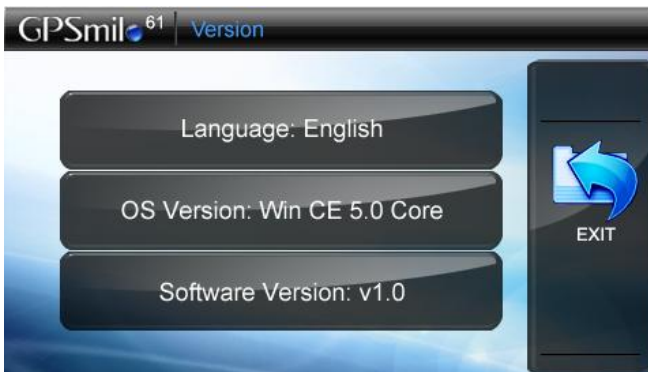 GPSmile 61 Version
Language: English
OS Version: Win CE 5.0 Core
EXIT
Software Version: v1.0